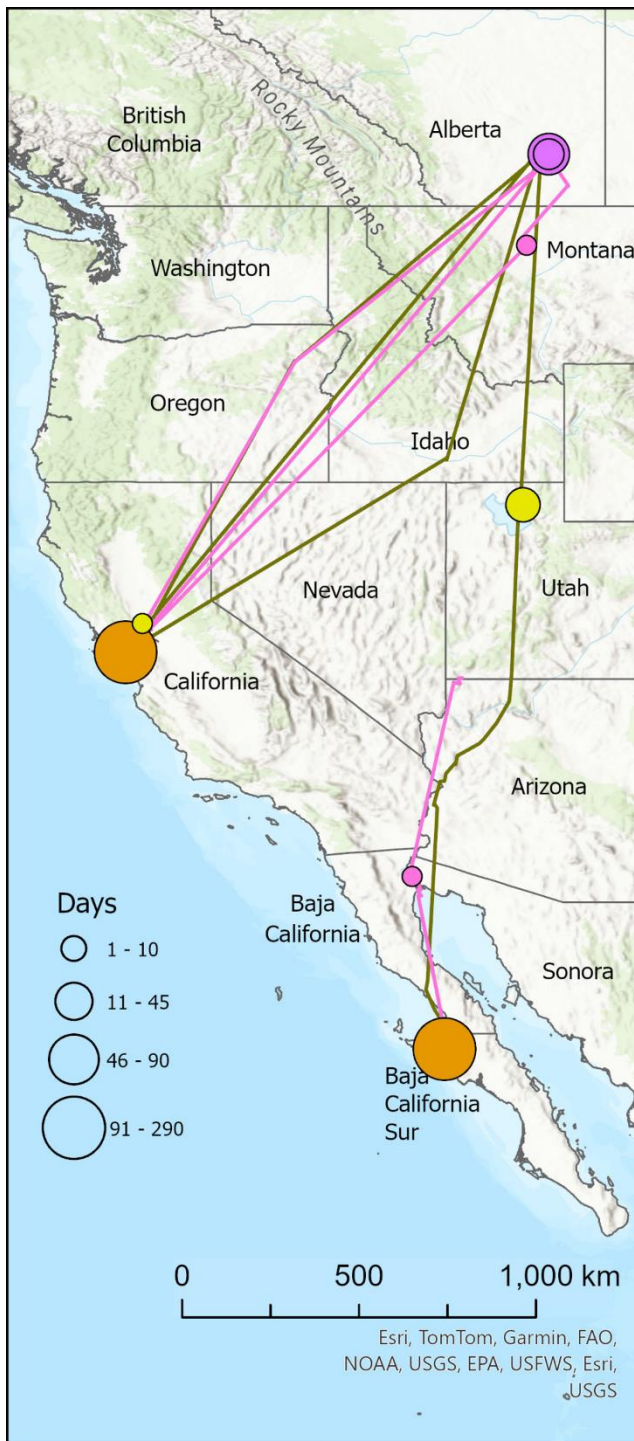 British
Columbia
Rocky Mountains
Alberta
Washington
Montana
Oregon
Idaho
Nevada
Utah
California
Arizona
Baja
California
Sonora
Baja
California
Sur
Days
1 - 10
11 - 45
46 - 90
91 - 290
0 500 1,000 km
Esri, TomTom, Garmin, FAO,
NOAA, USGS, EPA, USFWS, Esri,
USGS